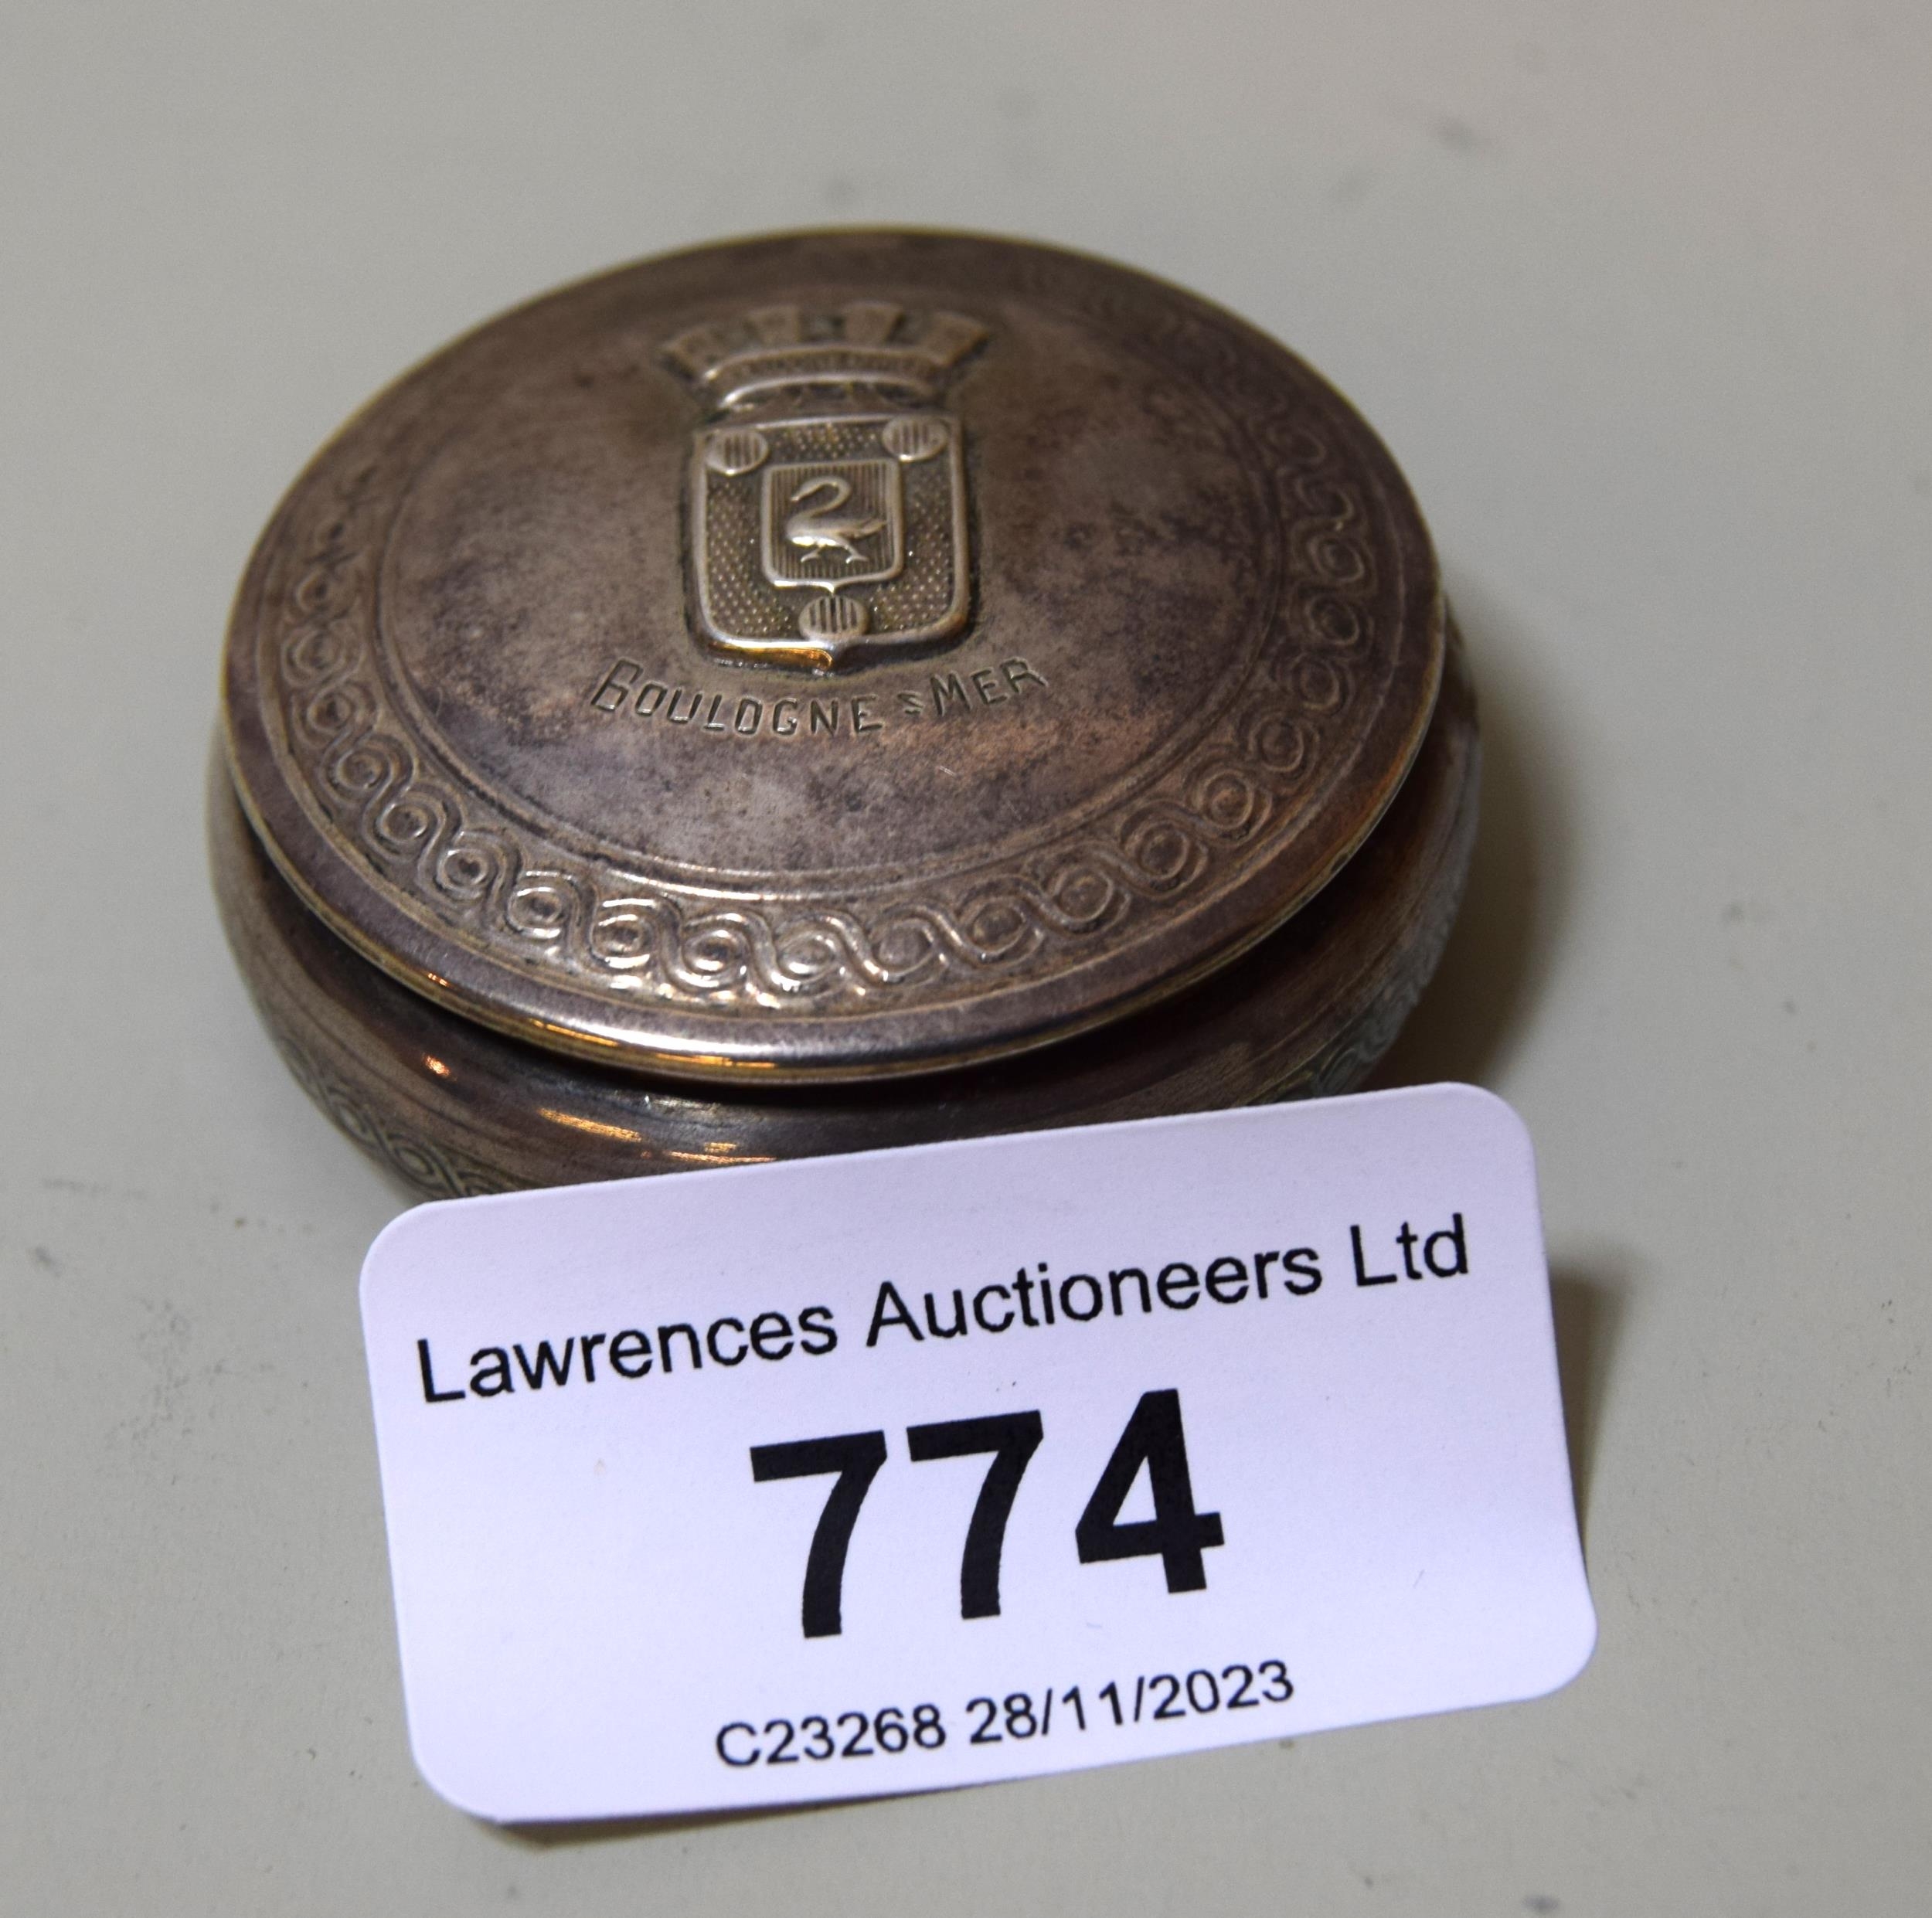 BOULOGNE S MER
Lawrences Auctioneers Ltd
774
C23268 28/11/2023